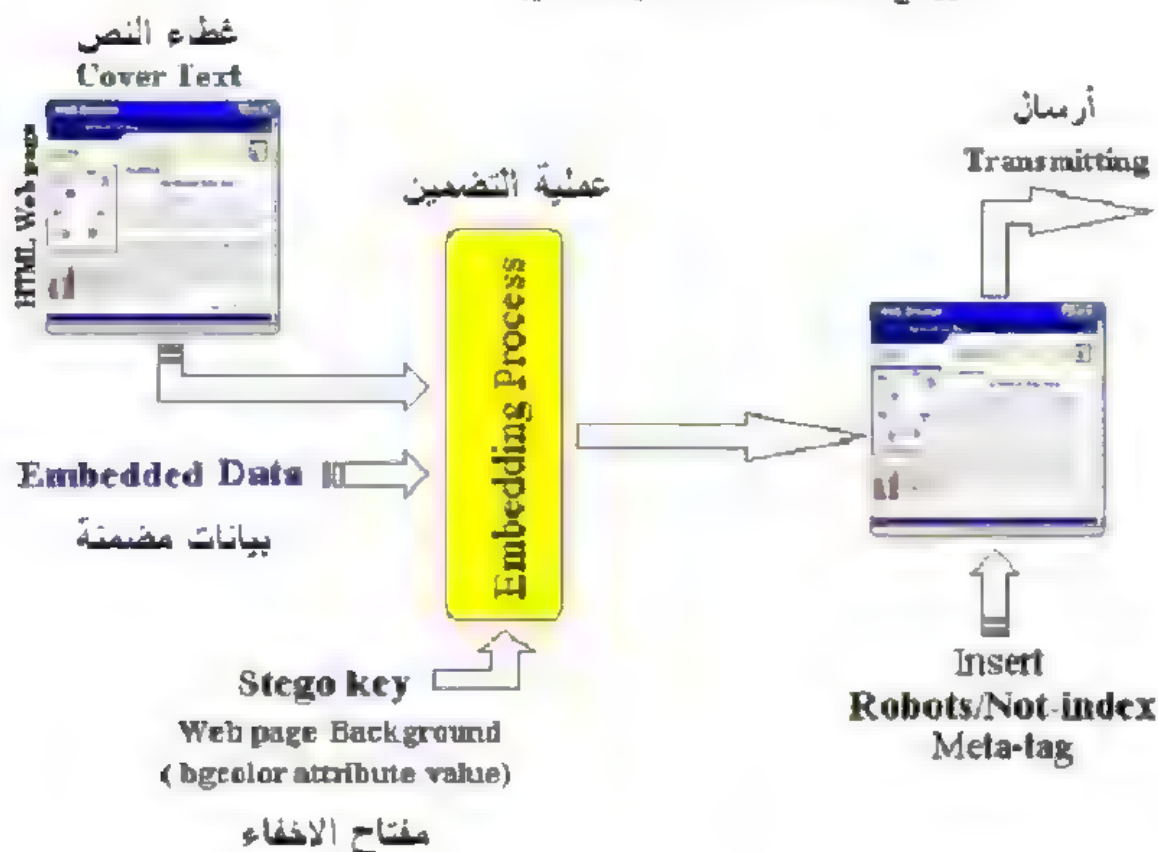 غطاء النص
Cover Text
HTML Web page
أرسال
Transmitting
عملية التضمين
Embedding Process
Embedded Data
بيانات مضمنة
Stego key
Web page Background
( bgcolor attribute value)
مفتاح الاخفاء
Insert
Robots/Not-index
Meta-tag